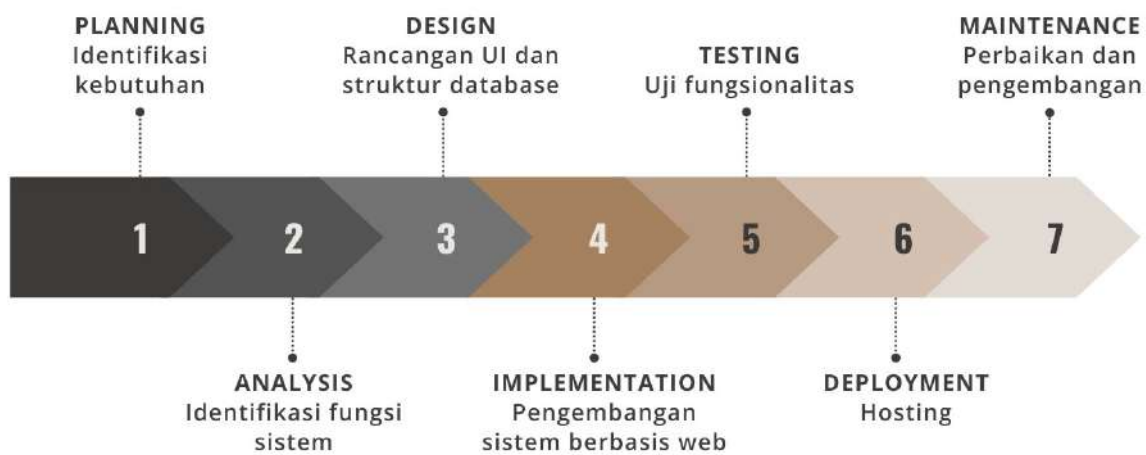 PLANNING
Identifikasi
kebutuhan
DESIGN
Rancangan UI dan
struktur database
TESTING
Uji fungsionalitas
MAINTENANCE
Perbaikan dan
pengembangan
1
2
3
4
5
6
7
ANALYSIS
Identifikasi fungsi
sistem
IMPLEMENTATION
Pengembangan
sistem berbasis web
DEPLOYMENT
Hosting